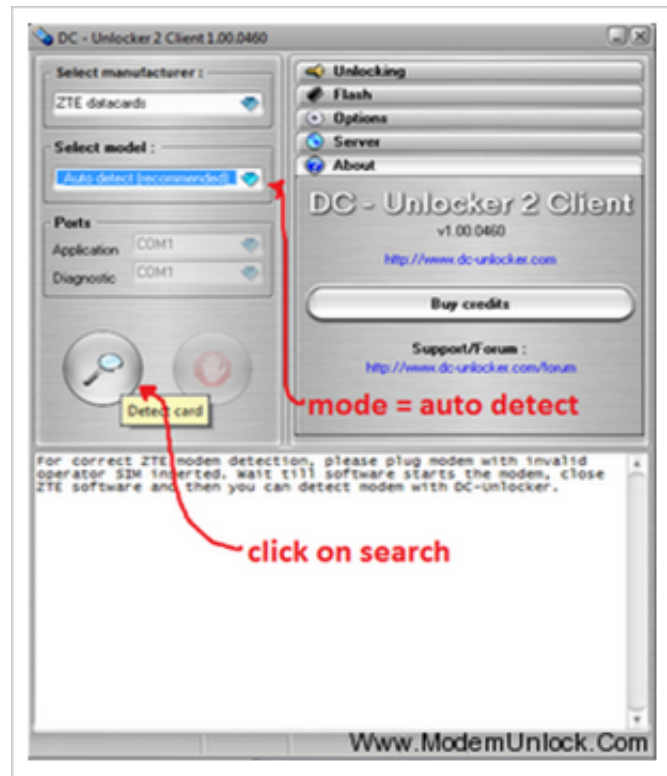 DC - Unlocker 2 Client 1.00.0460
Select manufacturer :
ZTE datacards
Select model :
Auto detect (recommended)
Ports
Application COM1
Diagnostic COM1
Detect card
Unlocking
Flash
Options
Server
About
DC - Unlocker 2 Client
v1.00.0460
http://www.dc-unlocker.com
Buy credits
Support/Forum :
http://www.dc-unlocker.com/forum
mode = auto detect
For correct ZTE modem detection, please plug modem with invalid
operator SIM inserted. Wait till software starts the modem, close
ZTE software and then you can detect modem with DC-Unlocker.
click on search
Www.ModemUnlock.Com